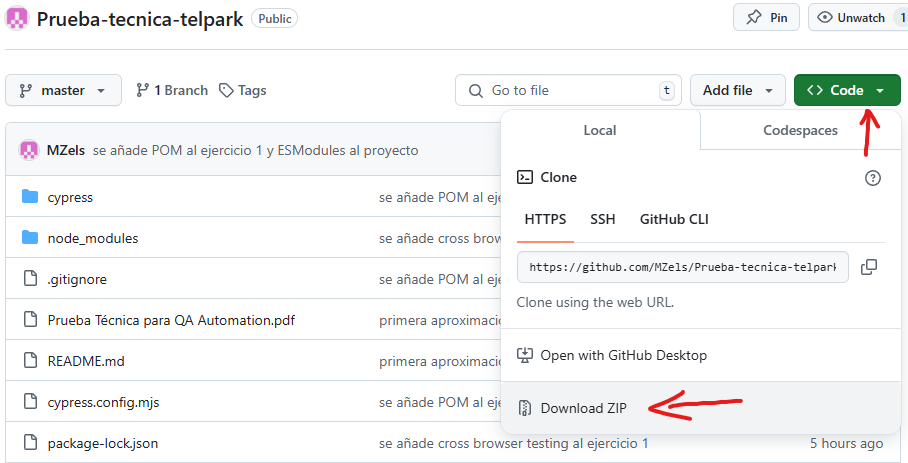 Prueba-tecnica-telpark Public Pin Unwatch 1
master 1 Branch Tags Go to file t Add file <> Code
Local Codespaces
MZels se añade POM al ejercicio 1 y ESModules al proyecto
Clone
cypress se añade POM al eje
HTTPS SSH GitHub CLI
node_modules se añade cross brows
https://github.com/MZels/Prueba-tecnica-telpark
.gitignore se añade POM al eje
Clone using the web URL.
Prueba Técnica para QA Automation.pdf primera aproximació
README.md primera aproximació
Open with GitHub Desktop
cypress.config.mjs se añade POM al eje
Download ZIP
package-lock.json se añade cross browser testing al ejercicio 1 5 hours ago